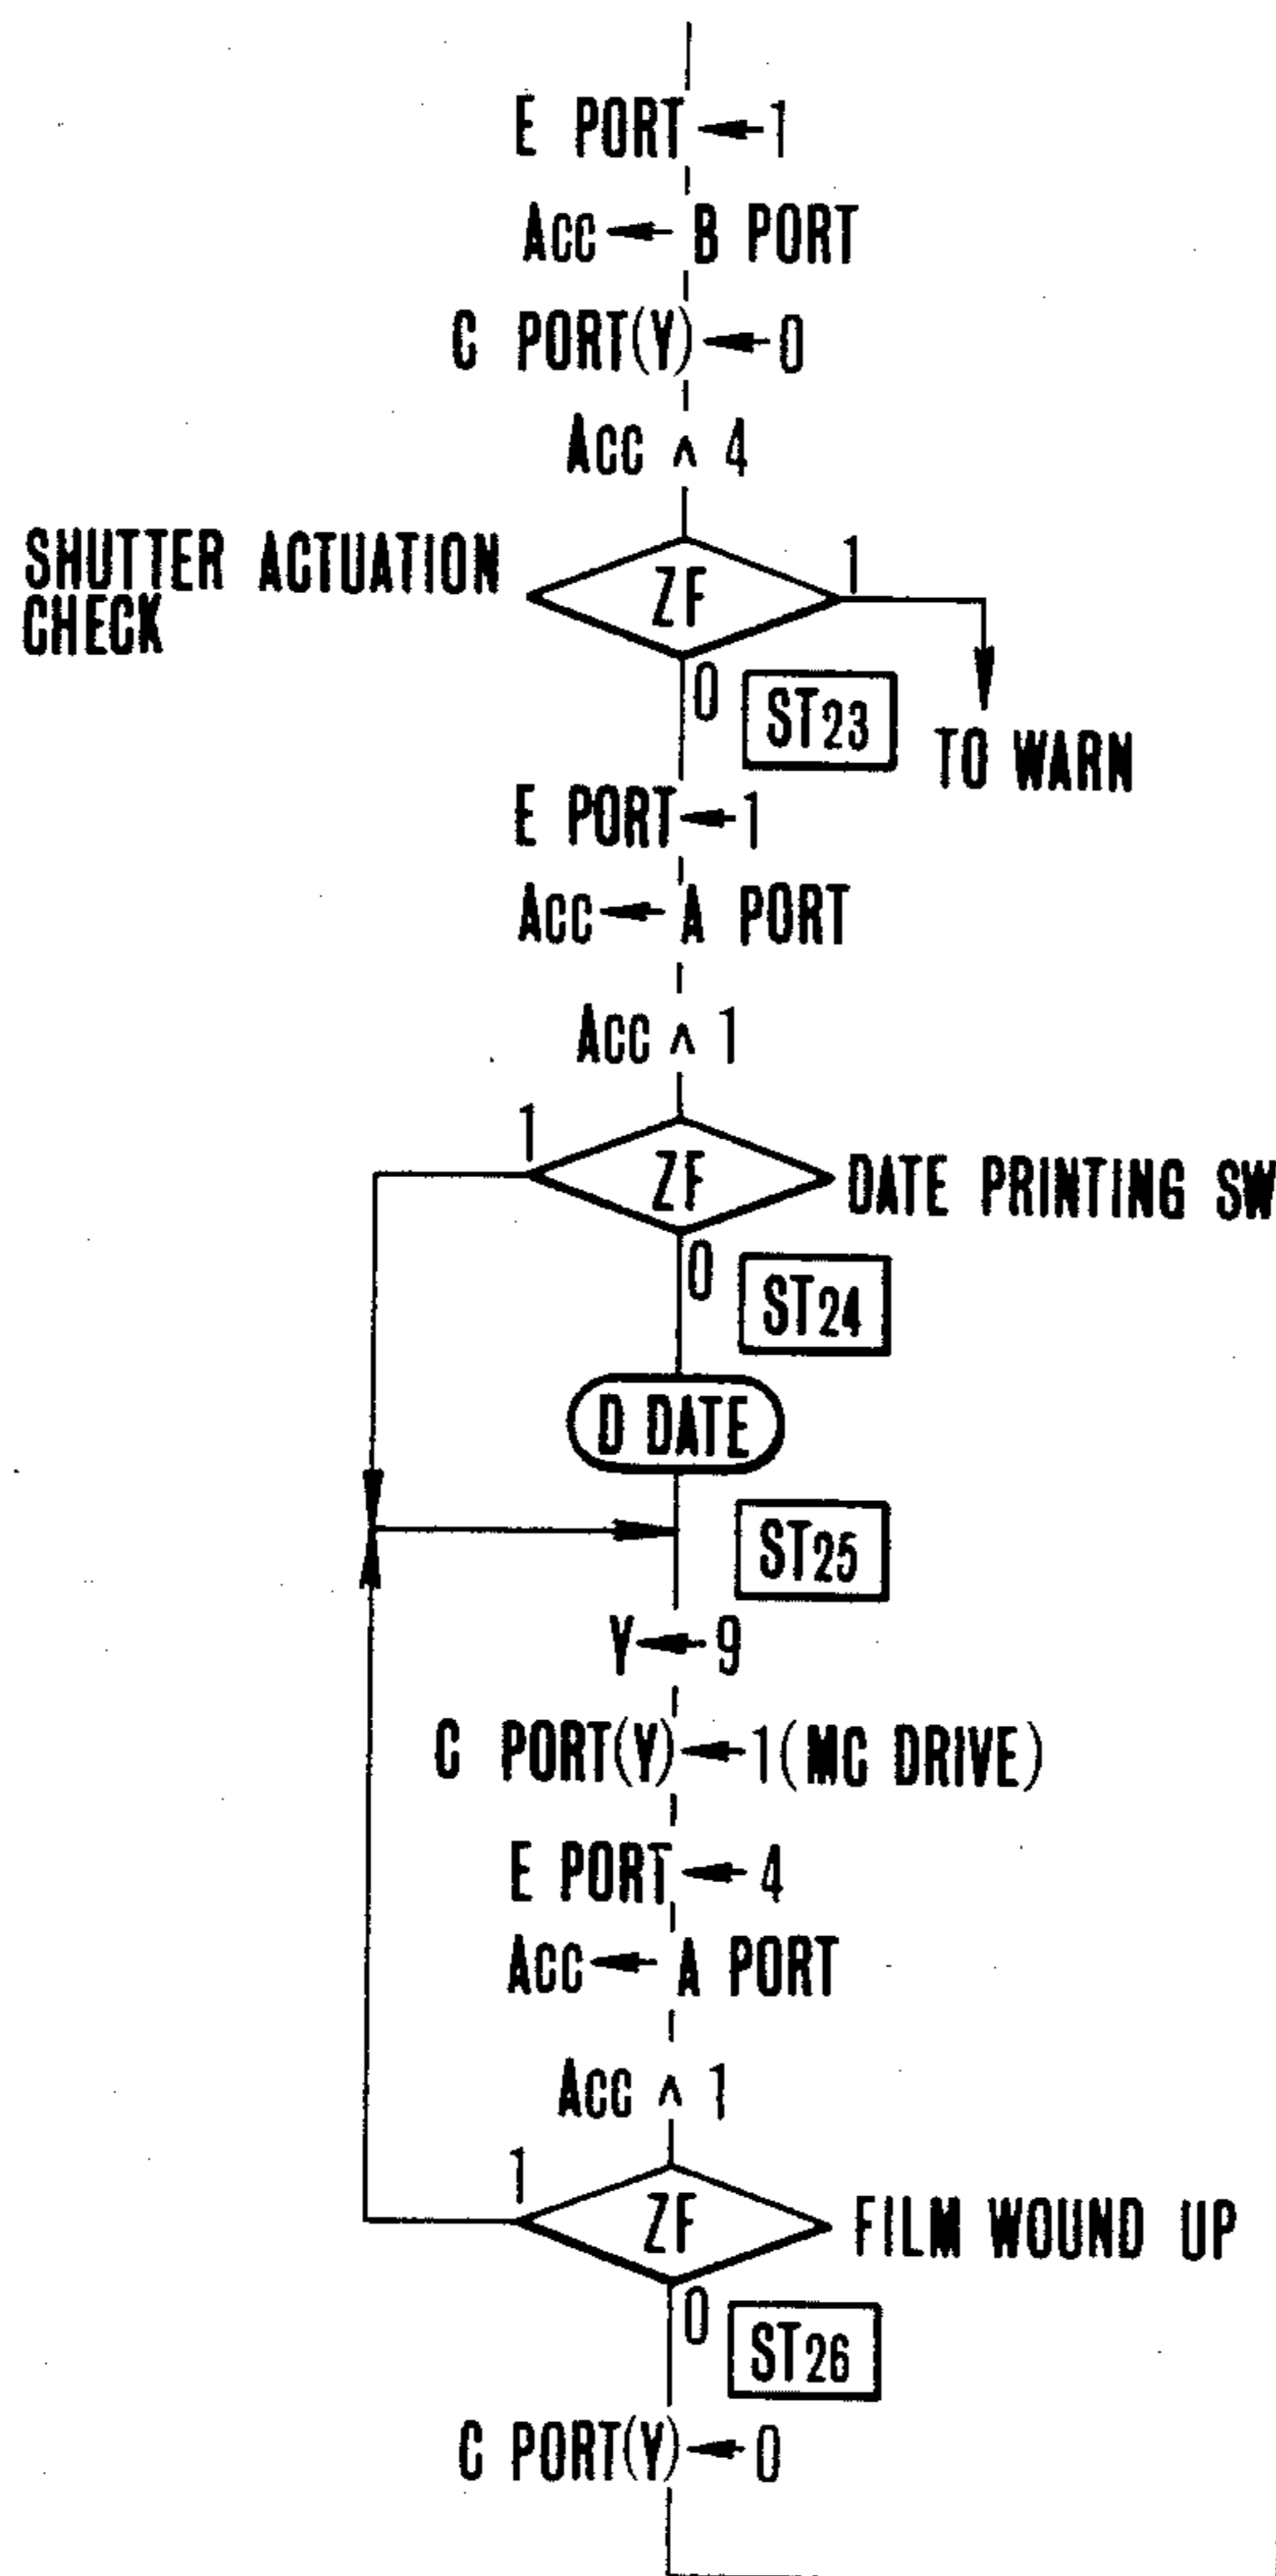 E PORT←1
Acc← B PORT
C PORT(Y)←0
Acc ∧ 4
SHUTTER ACTUATION
CHECK
ZF
1
0
ST23
TO WARN
E PORT←1
Acc← A PORT
Acc ∧ 1
1
ZF
DATE PRINTING SW
0
ST24
D DATE
ST25
Y←9
C PORT(Y)←1(MC DRIVE)
E PORT←4
Acc← A PORT
Acc ∧ 1
1
ZF
FILM WOUND UP
0
ST26
C PORT(Y)←0